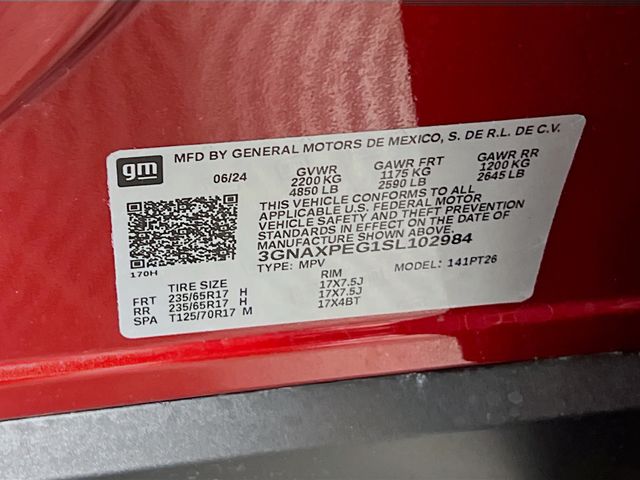 gm
MFD BY GENERAL MOTORS DE MEXICO, S. DE R.L. DE C.V.
06/24 GVWR GAWR FRT GAWR RR
2200 KG 1175 KG 1200 KG
4850 LB 2590 LB 2645 LB
THIS VEHICLE CONFORMS TO ALL
APPLICABLE U.S. FEDERAL MOTOR
VEHICLE SAFETY AND THEFT PREVENTION
STANDARDS IN EFFECT ON THE DATE OF
MANUFACTURE SHOWN ABOVE.
3GNAXPEG1SL102984
TYPE: MPV MODEL: 141PT26
170H
TIRE SIZE RIM
FRT 235/65R17 H 17X7.5J
RR 235/65R17 H 17X7.5J
SPA T125/70R17 M 17X4BT